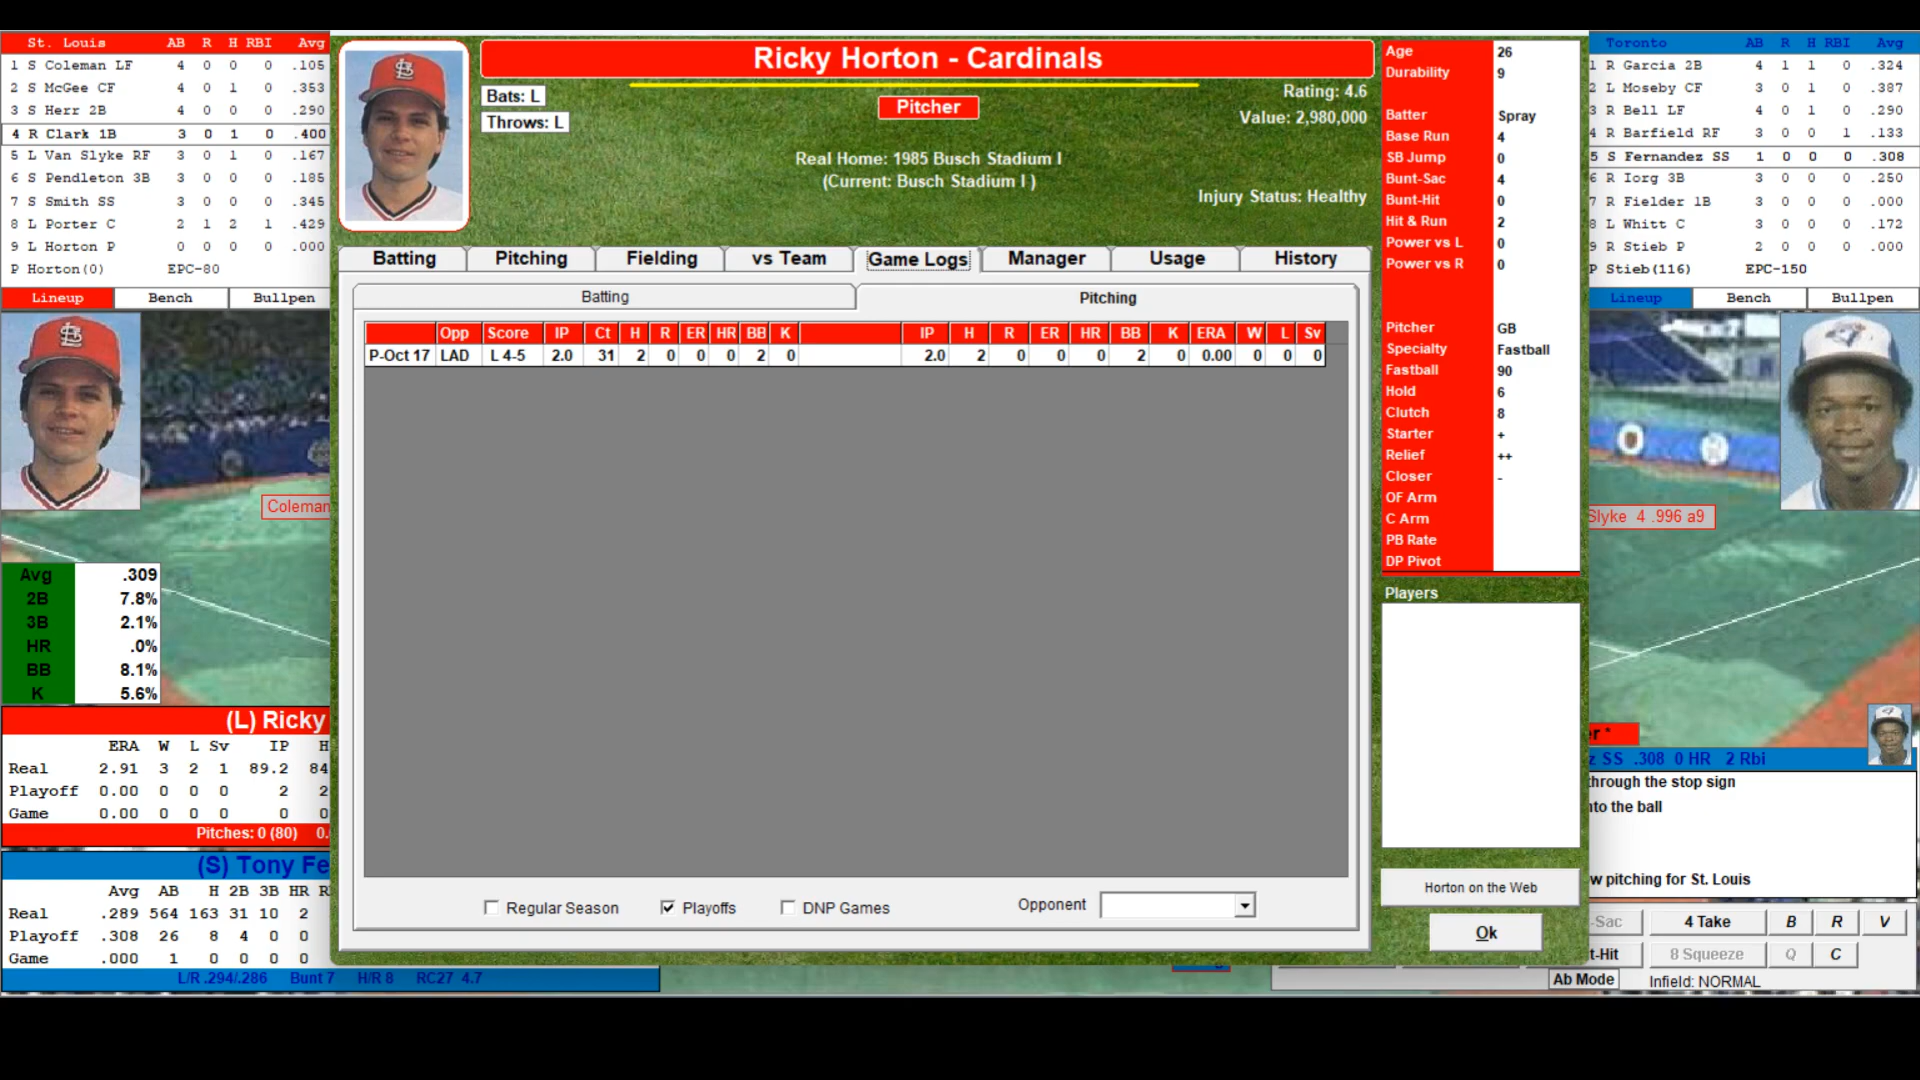 St. Louis AB R H RBI Avg
1 S Coleman LF 4 0 0 0 .105
2 S McGee CF 4 0 1 0 .353
3 S Herr 2B 4 0 0 0 .290
4 R Clark 1B 3 0 1 0 .400
5 L Van Slyke RF 3 0 1 0 .167
6 S Pendleton 3B 3 0 0 0 .185
7 S Smith SS 3 0 0 0 .345
8 L Porter C 2 1 2 1 .429
9 L Horton P 0 0 0 0 .000
P Horton(0) EPC-80
Lineup Bench Bullpen
Coleman
Avg .309
2B 7.8%
3B 2.1%
HR .0%
BB 8.1%
K 5.6%
(L) Ricky
ERA W L Sv IP H
Real 2.91 3 2 1 89.2 84
Playoff 0.00 0 0 0 2 2
Game 0.00 0 0 0 0 0
Pitches: 0 (80) 0.
(S) Tony Fe
Avg AB H 2B 3B HR R
Real .289 564 163 31 10 2
Playoff .308 26 8 4 0 0
Game .000 1 0 0 0 0
L/R .294/.286 Bunt 7 H/R 8 RC27 4.7
Ricky Horton - Cardinals
Bats: L
Throws: L
Pitcher
Rating: 4.6
Value: 2,980,000
Real Home: 1985 Busch Stadium I
(Current: Busch Stadium I )
Injury Status: Healthy
Batting Pitching Fielding vs Team Game Logs Manager Usage History
Batting Pitching
Opp Score IP Ct H R ER HR BB K IP H R ER HR BB K ERA W L Sv
P-Oct 17 LAD L 4-5 2.0 31 2 0 0 0 2 0 2.0 2 0 0 0 2 0 0.00 0 0 0
Regular Season Playoffs DNP Games Opponent
Age 26
Durability 9
Batter Spray
Base Run 4
SB Jump 0
Bunt-Sac 4
Bunt-Hit 0
Hit & Run 2
Power vs L 0
Power vs R 0
Pitcher GB
Specialty Fastball
Fastball 90
Hold 6
Clutch 8
Starter +
Relief ++
Closer -
OF Arm
C Arm
PB Rate
DP Pivot
Players
Horton on the Web
Ok
Toronto AB R H RBI Avg
1 R Garcia 2B 4 1 1 0 .324
2 L Moseby CF 3 0 1 0 .387
3 R Bell LF 4 0 1 0 .290
4 R Barfield RF 3 0 0 1 .133
5 S Fernandez SS 1 0 0 0 .308
6 R Iorg 3B 3 0 0 0 .250
7 R Fielder 1B 3 0 0 0 .000
8 L Whitt C 3 0 0 0 .172
9 R Stieb P 2 0 0 0 .000
P Stieb(116) EPC-150
Lineup Bench Bullpen
Slyke 4 .996 a9
er *
z SS .308 0 HR 2 Rbi
through the stop sign
nto the ball
w pitching for St. Louis
-Sac 4 Take B R V
t-Hit 8 Squeeze Q C
Ab Mode Infield: NORMAL